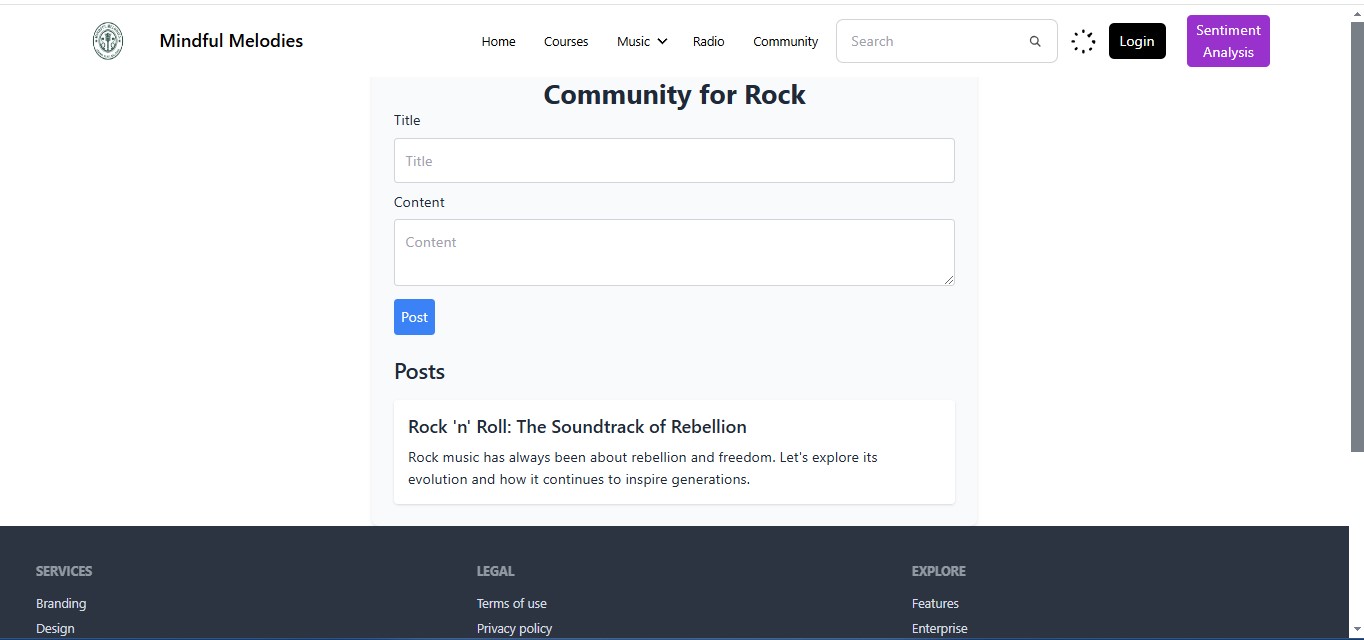 Mindful Melodies
Home
Courses
Music
Radio
Community
Search
Login
Sentiment
Analysis
Community for Rock
Title
Title
Content
Content
Post
Posts
Rock 'n' Roll: The Soundtrack of Rebellion
Rock music has always been about rebellion and freedom. Let's explore its
evolution and how it continues to inspire generations.
SERVICES
Branding
Design
LEGAL
Terms of use
Privacy policy
EXPLORE
Features
Enterprise